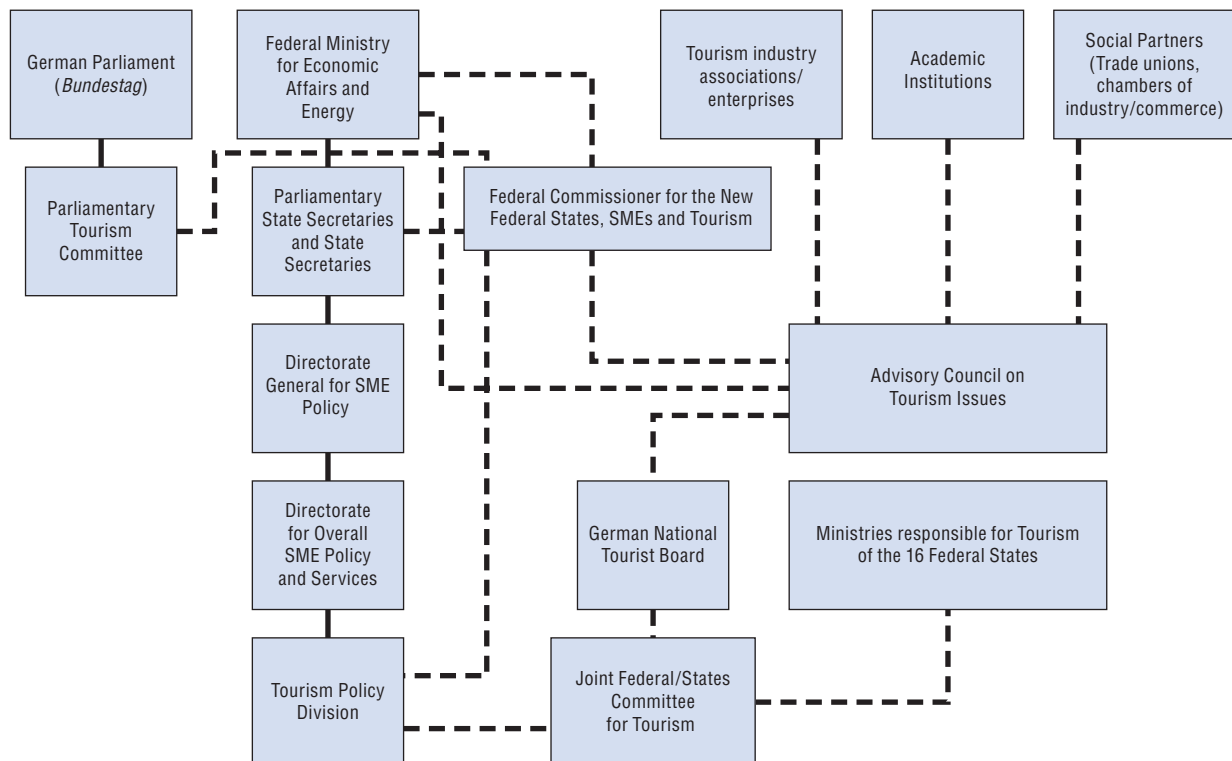 German Parliament
(Bundestag)
Federal Ministry
for Economic
Affairs and
Energy
Tourism industry
associations/
enterprises
Academic
Institutions
Social Partners
(Trade unions,
chambers of
industry/commerce)
Parliamentary
Tourism
Committee
Parliamentary
State Secretaries
and State
Secretaries
Federal Commissioner for the New
Federal States, SMEs and Tourism
Directorate
General for SME
Policy
Advisory Council on
Tourism Issues
Directorate
for Overall
SME Policy
and Services
German National
Tourist Board
Ministries responsible for Tourism
of the 16 Federal States
Tourism Policy
Division
Joint Federal/States
Committee
for Tourism